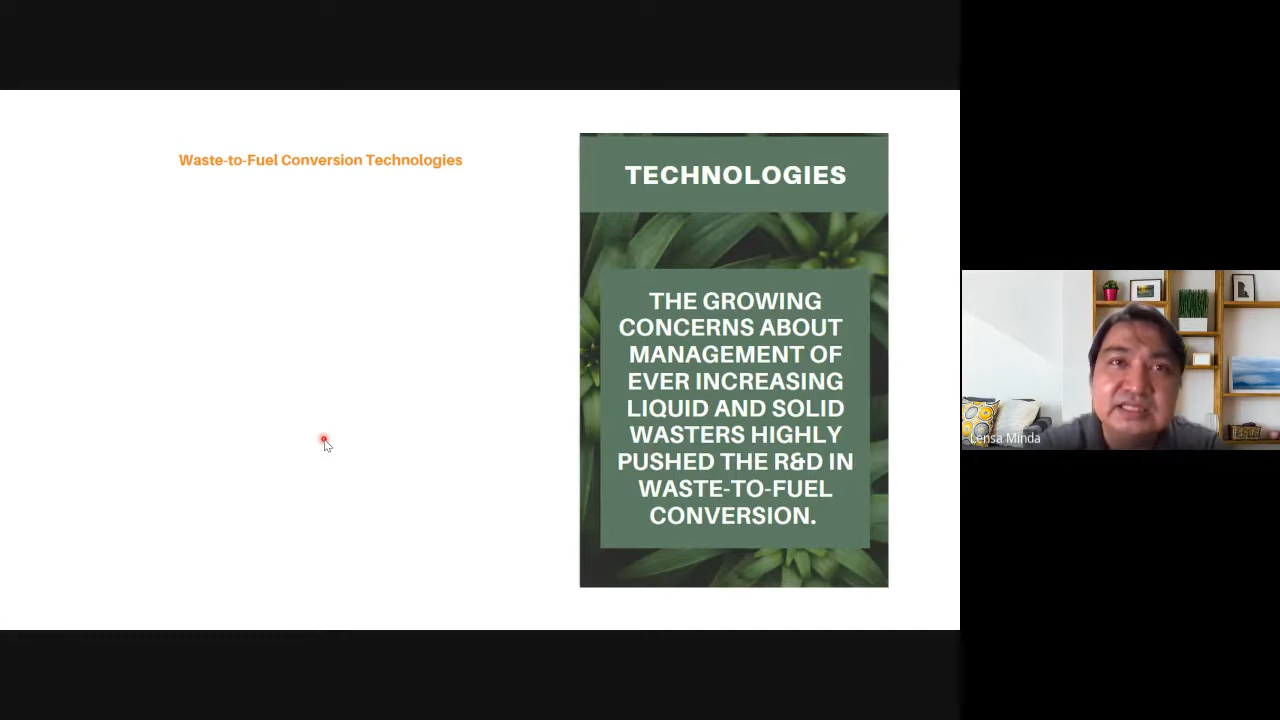 Waste-to-Fuel Conversion Technologies
TECHNOLOGIES
THE GROWING
CONCERNS ABOUT
MANAGEMENT OF
EVER INCREASING
LIQUID AND SOLID
WASTERS HIGHLY
PUSHED THE R&D IN
WASTE-TO-FUEL
CONVERSION.
Lensa Minda